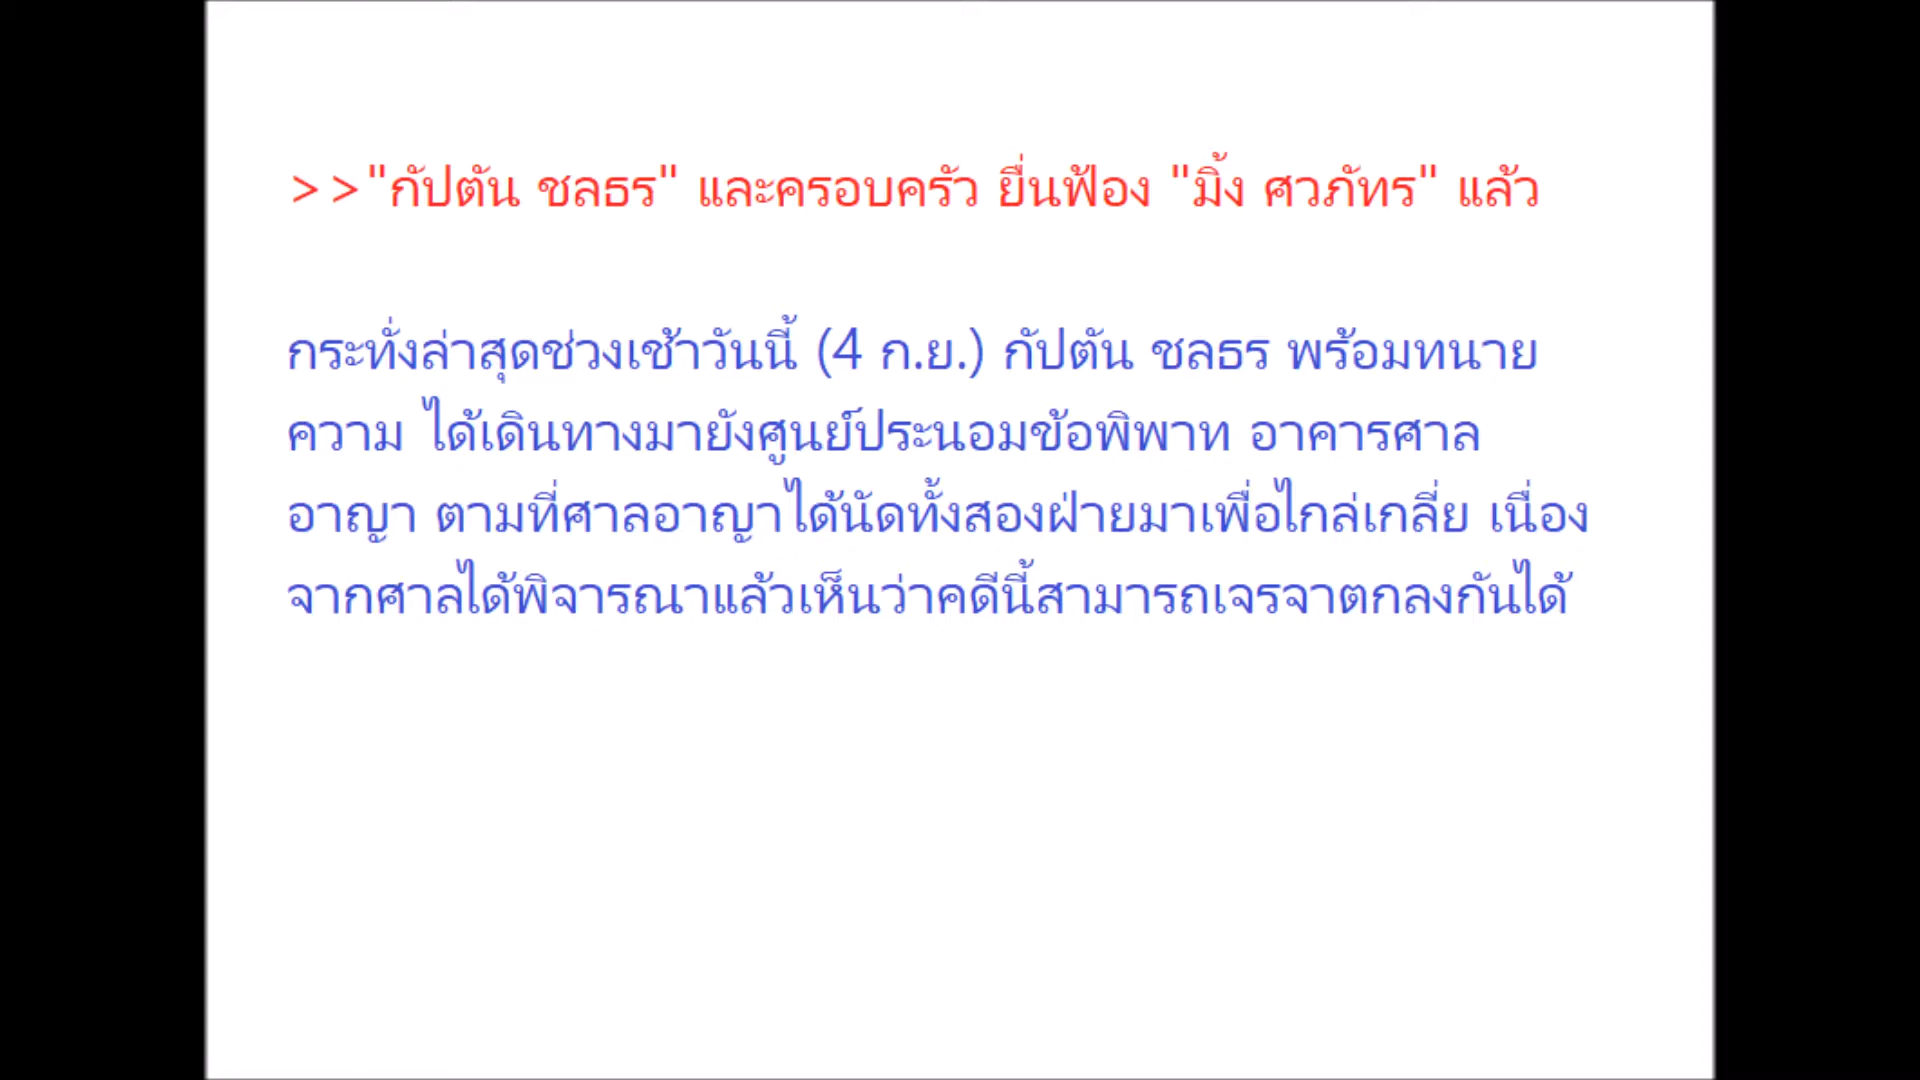 >>"กัปตัน ชลธร" และครอบครัว ยื่นฟ้อง "มิ้ง ศวภัทร" แล้ว
กระทั่งล่าสุดช่วงเช้าวันนี้ (4 ก.ย.) กัปตัน ชลธร พร้อมทนาย
ความ ได้เดินทางมายังศูนย์ประนอมข้อพิพาท อาคารศาล
อาญา ตามที่ศาลอาญาได้นัดทั้งสองฝ่ายมาเพื่อไกล่เกลี่ย เนื่อง
จากศาลได้พิจารณาแล้วเห็นว่าคดีนี้สามารถเจรจาตกลงกันได้